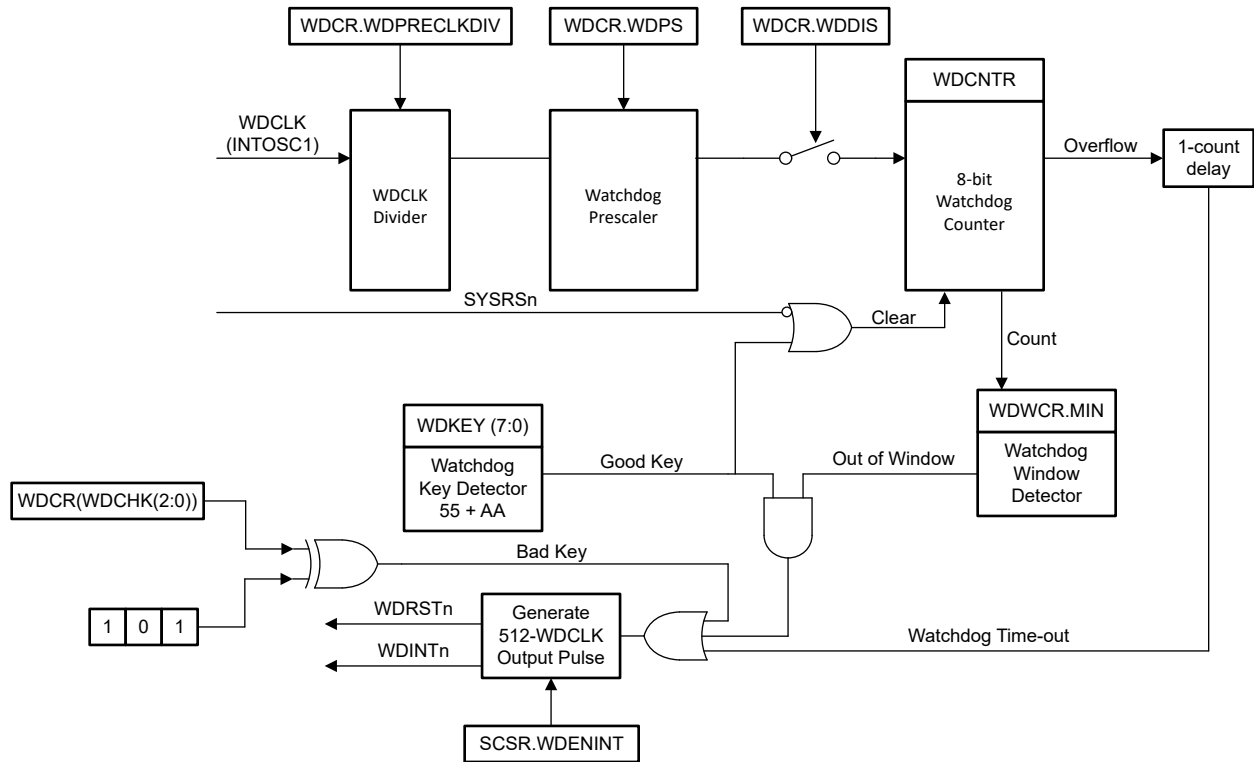 WDCR.WDPRECLKDIV
WDCR.WDPS
WDCR.WDDIS
WDCNTR
WDCLK
(INTOSC1)
WDCLK
Divider
Watchdog
Prescaler
8-bit
Watchdog
Counter
Overflow
1-count
delay
SYSRSn
Clear
Count
WDKEY (7:0)
Watchdog
Key Detector
55 + AA
Good Key
Out of Window
WDWCR.MIN
Watchdog
Window
Detector
WDCR(WDCHK(2:0))
Bad Key
1 0 1
WDRSTn
WDINTn
Generate
512-WDCLK
Output Pulse
Watchdog Time-out
SCSR.WDENINT